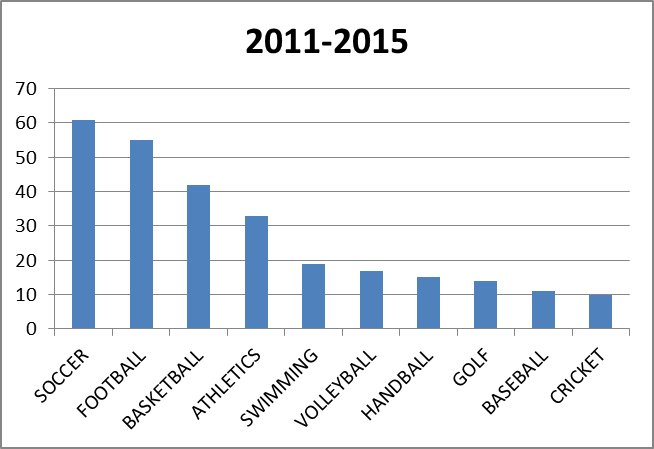 2011-2015
70
60
50
40
30
20
10
0
SOCCER
FOOTBALL
BASKETBALL
ATHLETICS
SWIMMING
VOLLEYBALL
HANDBALL
GOLF
BASEBALL
CRICKET